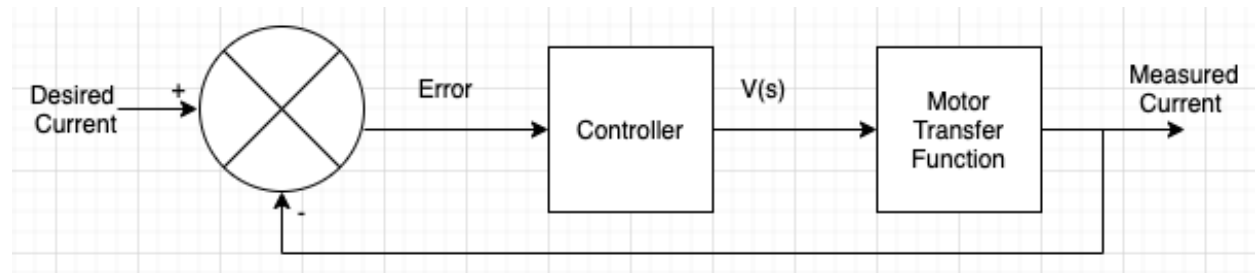 Desired
Current
+
-
Error
Controller
V(s)
Motor
Transfer
Function
Measured
Current